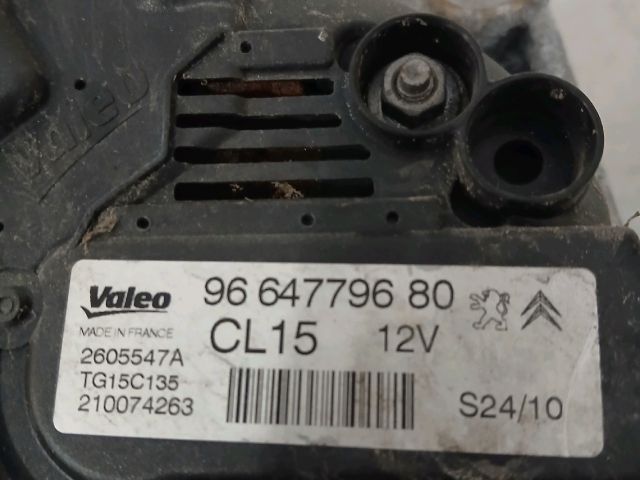 Valeo
Valeo 96 647796 80
MADE IN FRANCE CL15 12V
2605547A
TG15C135
210074263 S24/10